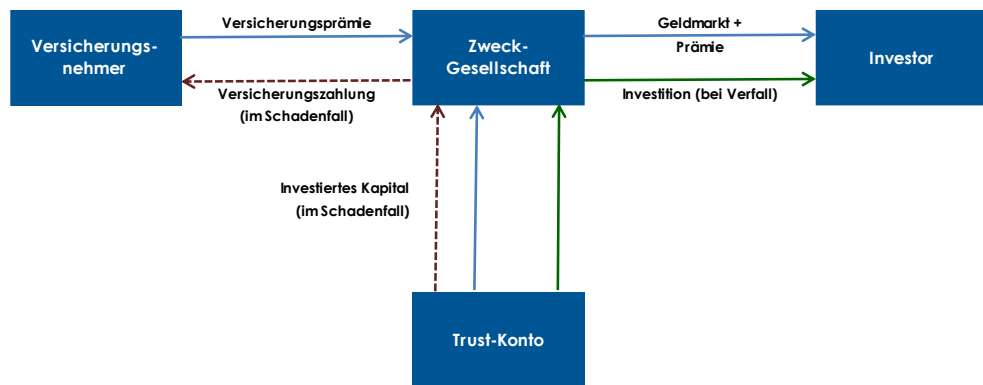 Versicherungs-
nehmer
Versicherungsprämie
Versicherungszahlung
(im Schadenfall)
Zweck-
Gesellschaft
Geldmarkt +
Prämie
Investition (bei Verfall)
Investor
Investiertes Kapital
(im Schadenfall)
Trust-Konto